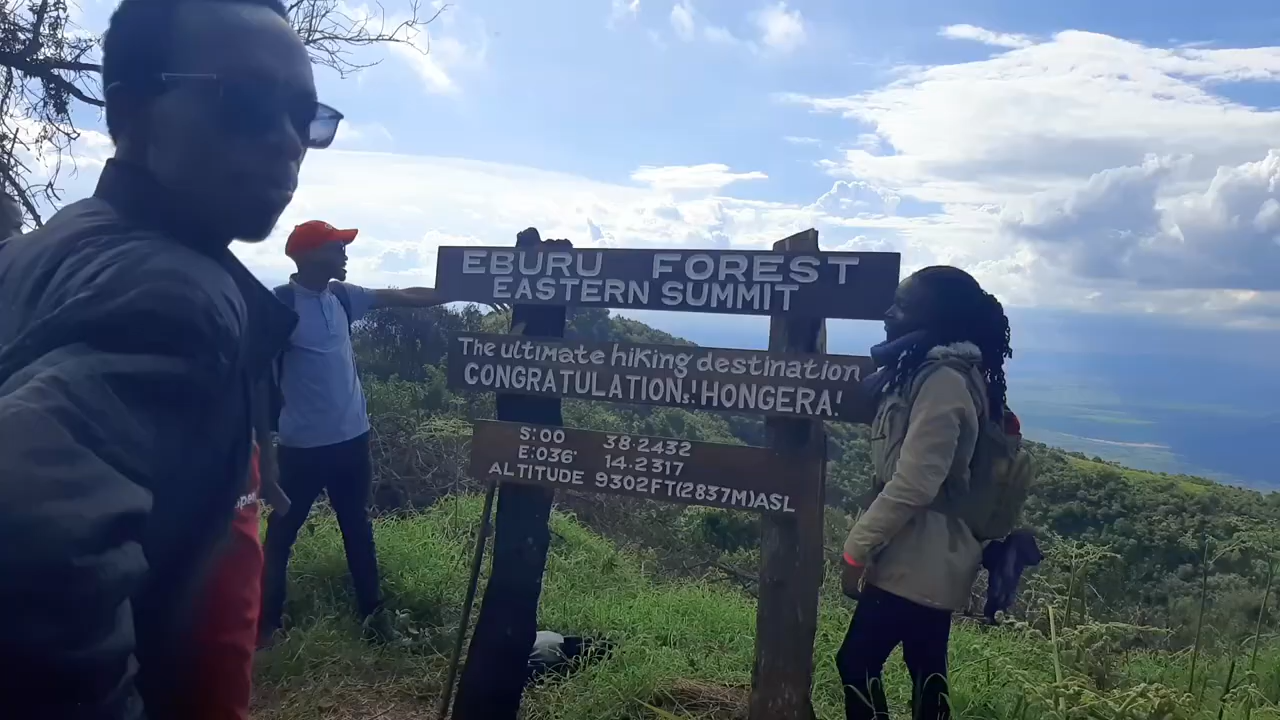 EBURU FOREST
EASTERN SUMMIT
The ultimate hiking destination
CONGRATULATIONs! HONGERA!
S:00 38.2432
E:036° 14.2317
ALTITUDE 9302FT(2837M)ASL